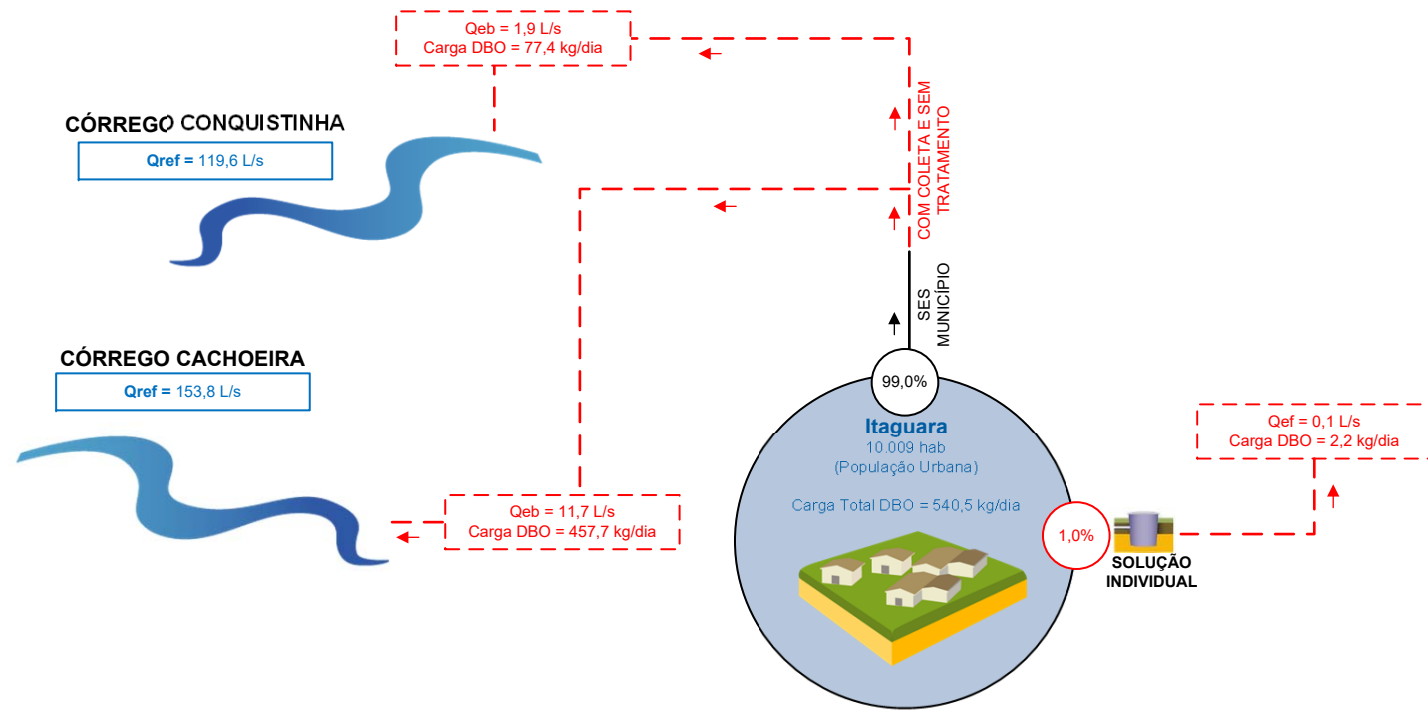 Qeb = 1,9 L/s
Carga DBO = 77,4 kg/dia
CÓRREGO CONQUISTINHA
Qref = 119,6 L/s
COM COLETA E SEM
TRATAMENTO
SES
MUNICÍPIO
CÓRREGO CACHOEIRA
Qref = 153,8 L/s
99,0%
Itaguara
10.009 hab
(População Urbana)
Carga Total DBO = 540,5 kg/dia
Qef = 0,1 L/s
Carga DBO = 2,2 kg/dia
Qeb = 11,7 L/s
Carga DBO = 457,7 kg/dia
1,0%
SOLUÇÃO
INDIVIDUAL